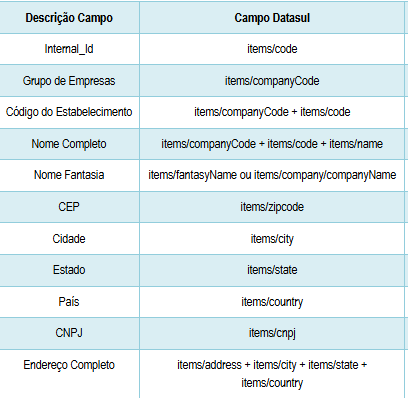 Descrição Campo Campo Datasul
Internal_Id items/code
Grupo de Empresas items/companyCode
Código do Estabelecimento items/companyCode + items/code
Nome Completo items/companyCode + items/code + items/name
Nome Fantasia items/fantasyName ou items/company/companyName
CEP items/zipcode
Cidade items/city
Estado items/state
País items/country
CNPJ items/cnpj
Endereço Completo items/address + items/city + items/state +
items/country